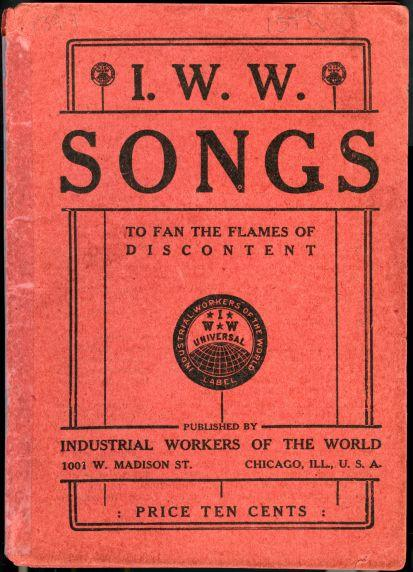 I. W. W.
SONGS
TO FAN THE FLAMES OF
DISCONTENT
INDUSTRIAL WORKERS OF THE WORLD
I
W W
UNIVERSAL
LABEL
PUBLISHED BY
INDUSTRIAL WORKERS OF THE WORLD
1001 W. MADISON ST. CHICAGO, ILL., U. S. A.
: PRICE TEN CENTS :